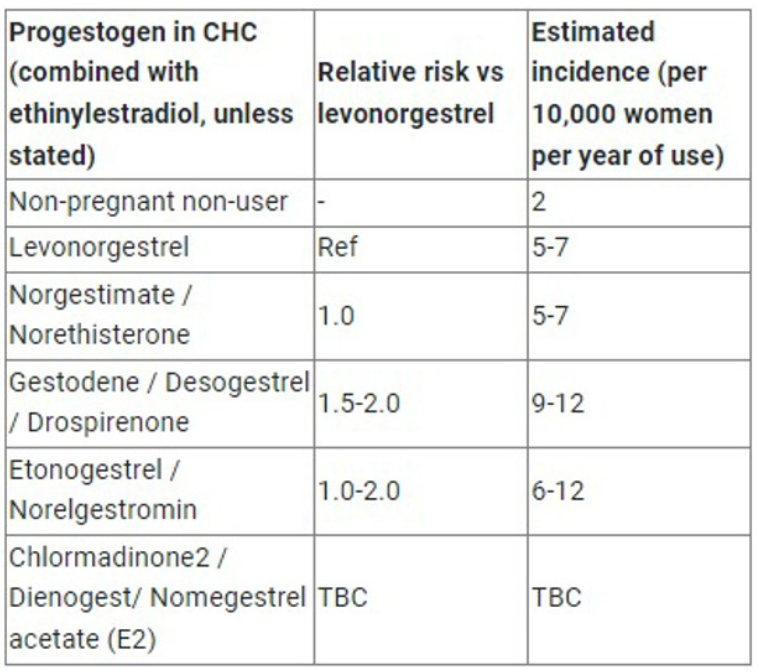 Progestogen in CHC
(combined with
ethinylestradiol, unless
stated)
Relative risk vs
levonorgestrel
Estimated
incidence (per
10,000 women
per year of use)
Non-pregnant non-user
-
2
Levonorgestrel
Ref
5-7
Norgestimate /
Norethisterone
1.0
5-7
Gestodene / Desogestrel
/ Drospirenone
1.5-2.0
9-12
Etonogestrel /
Norelgestromin
1.0-2.0
6-12
Chlormadinone2 /
Dienogest/ Nomegestrel
acetate (E2)
TBC
TBC